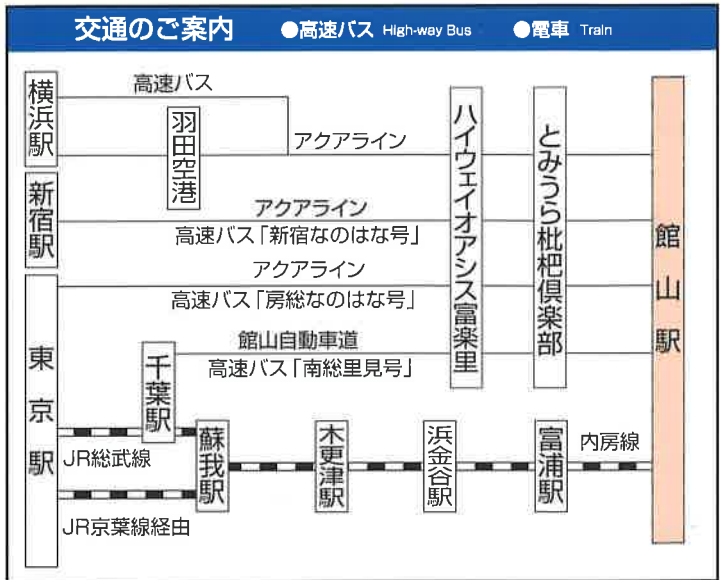 交通のご案内 ●高速バス High-way Bus ●電車 Train
横浜駅
高速バス
羽田空港
アクアライン
ハイウェイオアシス富楽里
とみうら枇杷倶楽部
館山駅
新宿駅
アクアライン
高速バス「新宿なのはな号」
アクアライン
高速バス「房総なのはな号」
東京駅
館山自動車道
千葉駅
高速バス「南総里見号」
JR総武線
蘇我駅
木更津駅
浜金谷駅
富浦駅
内房線
JR京葉線経由